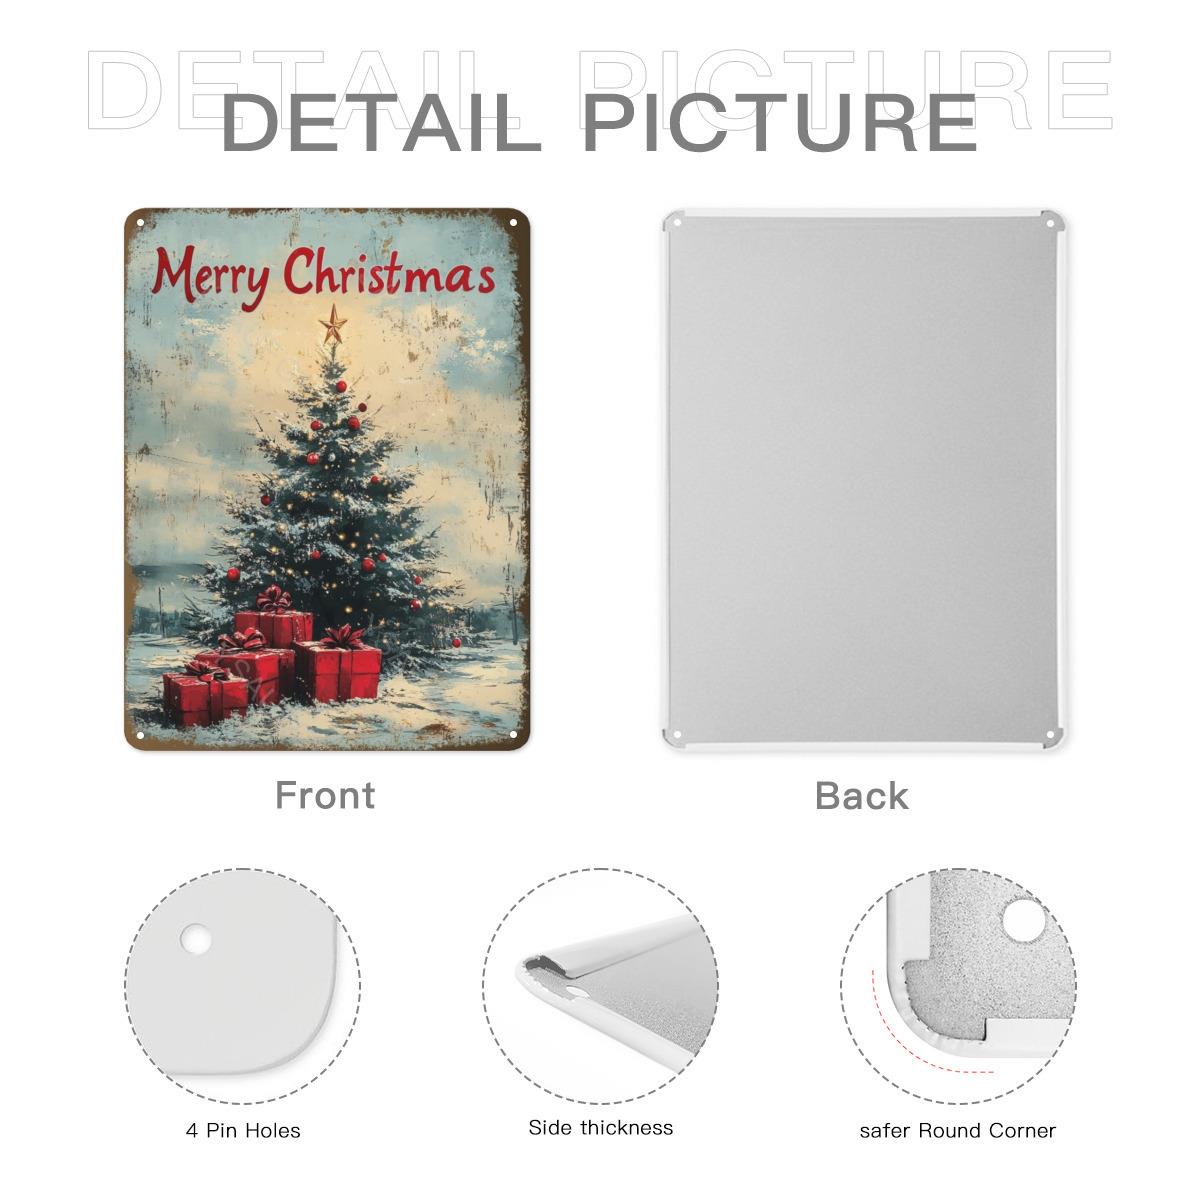 DETAIL PICTURE
DETAIL PICTURE
Merry Christmas
Front
Back
4 Pin Holes
Side thickness
safer Round Corner